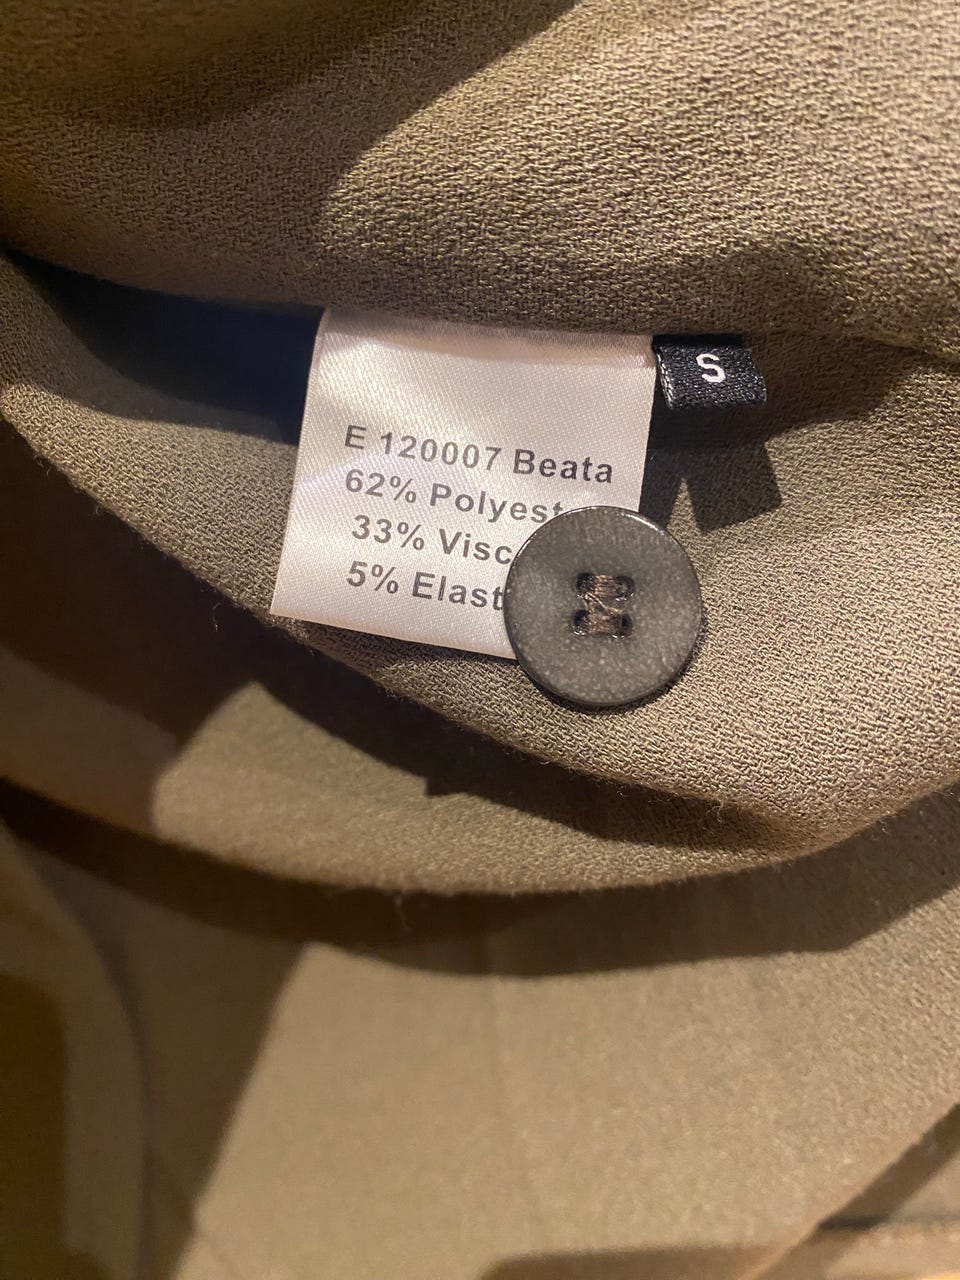 E 120007 Beata
62% Polyest
33% Visc
5% Elast
S